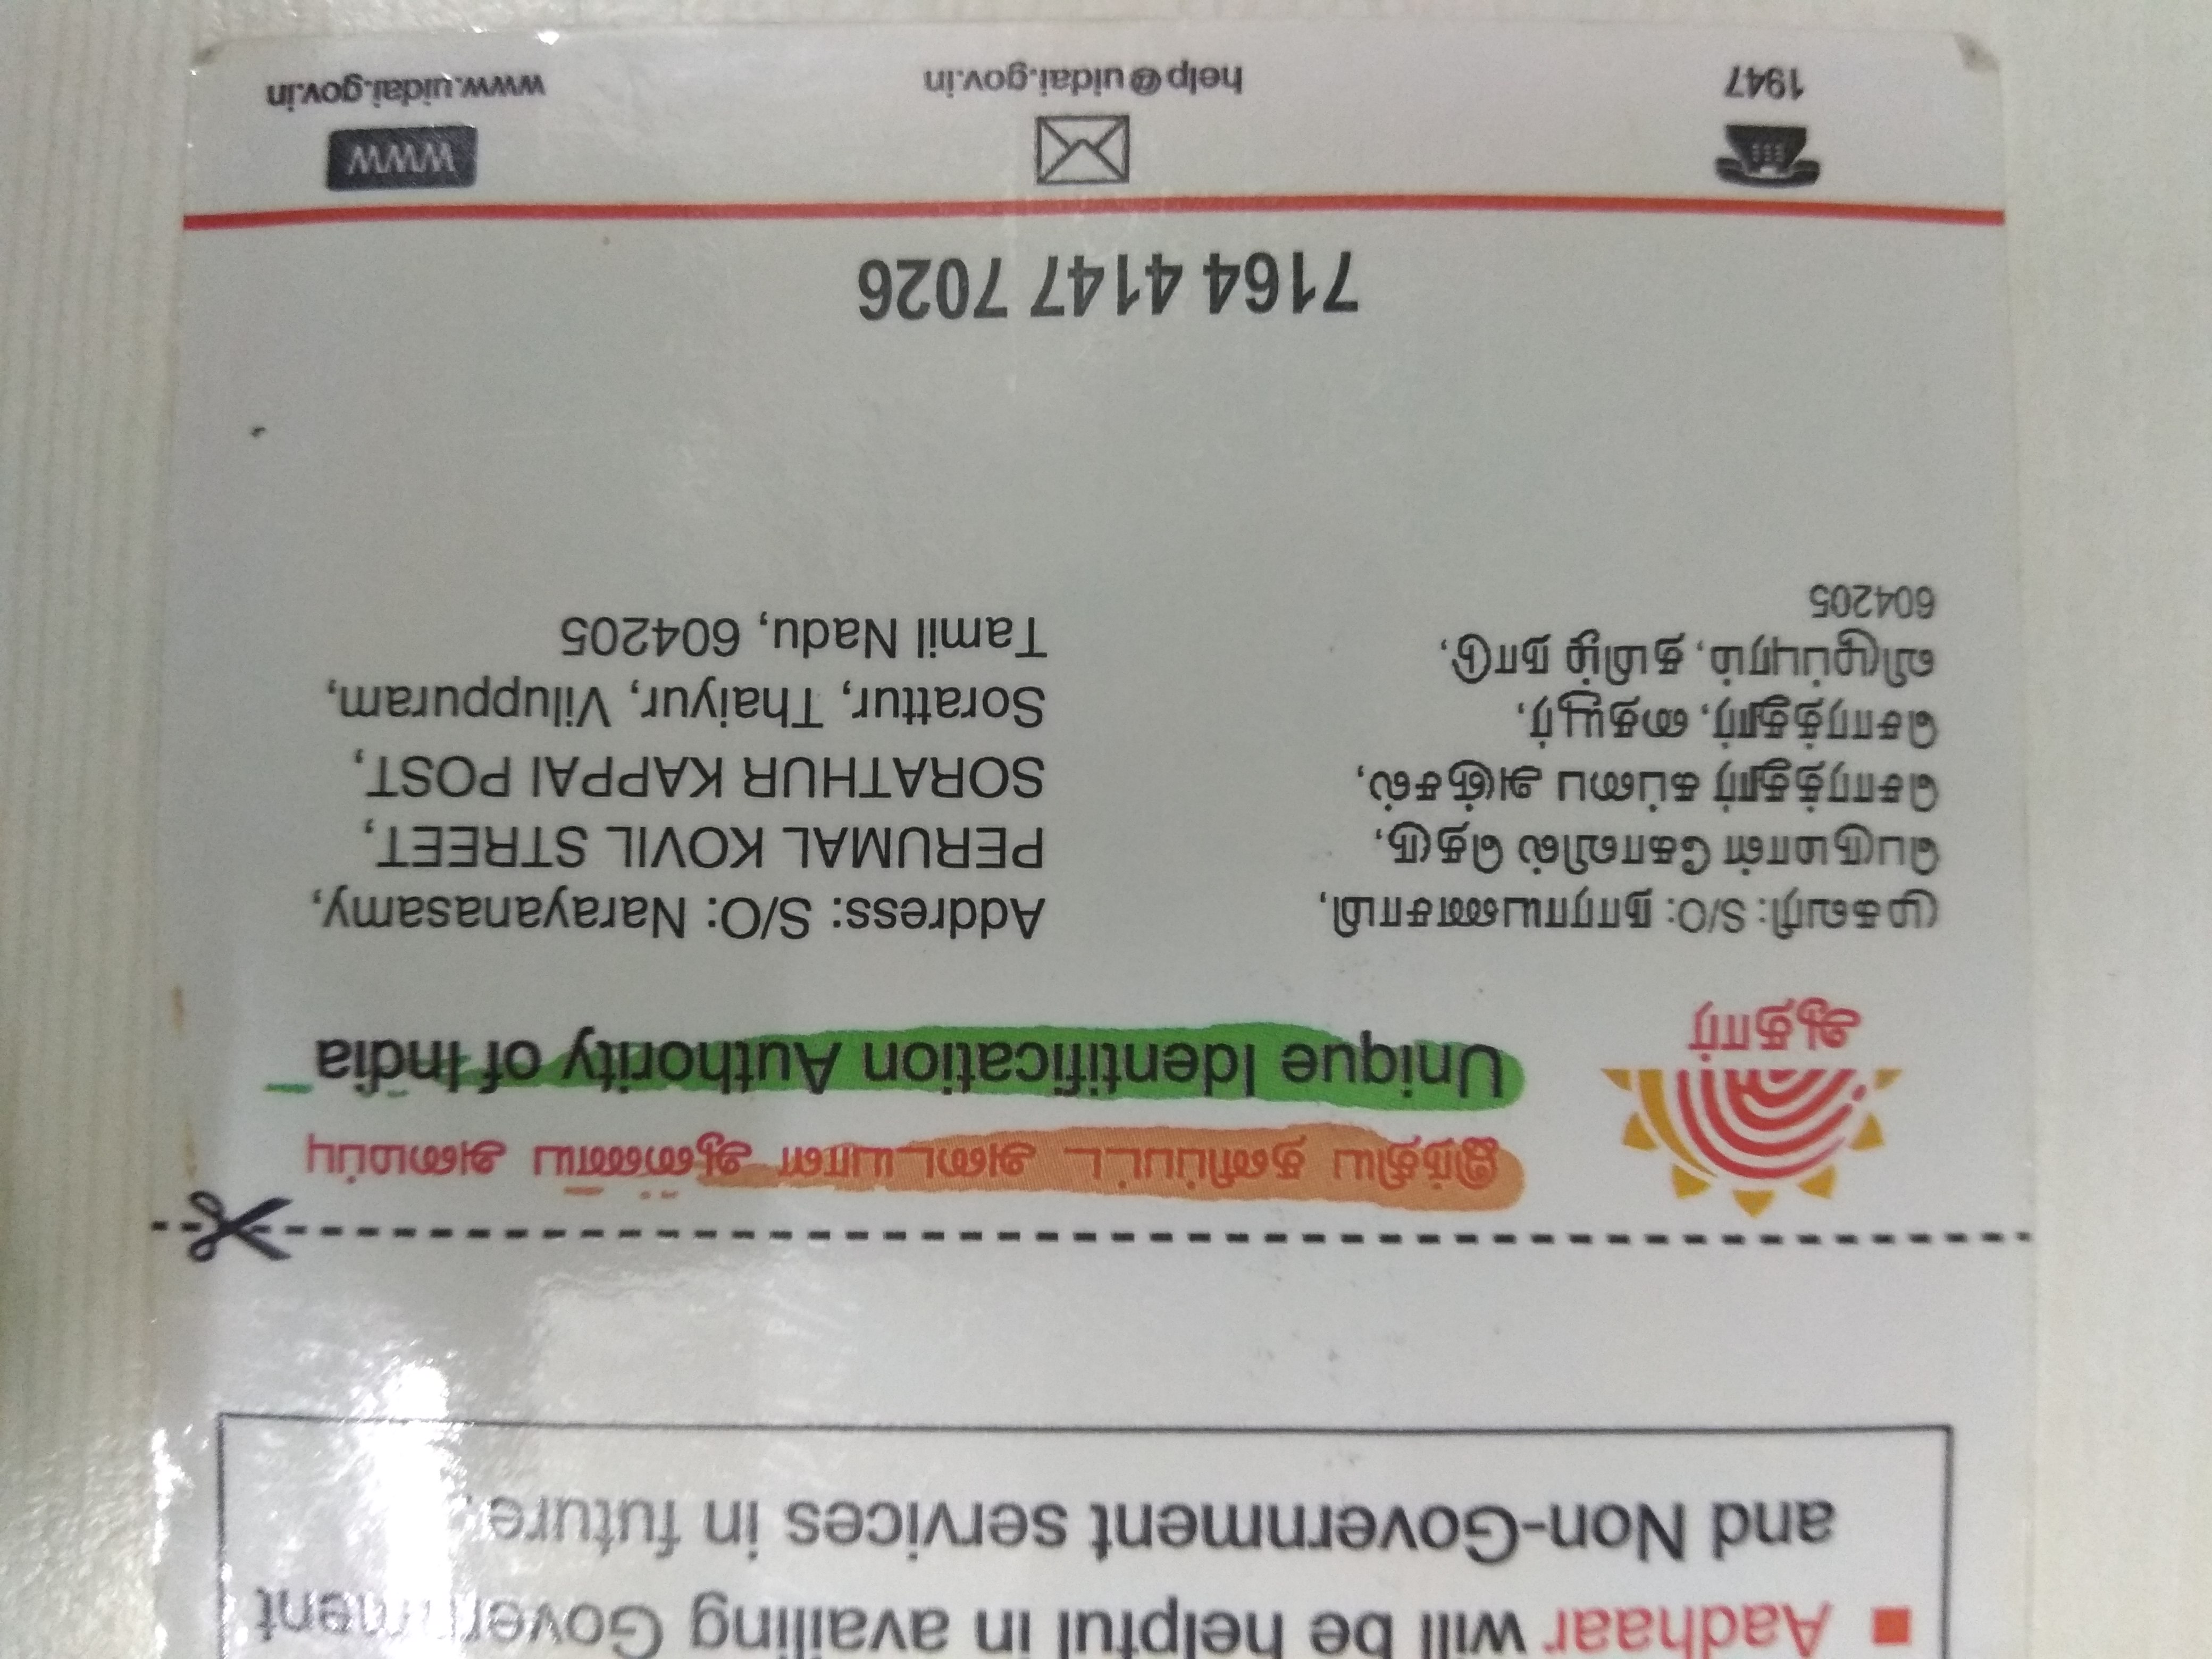 Aadhaar will be helpful in availing Government
and Non-Government services in future.
இந்திய தனிப்பட்ட அடையாள ஆணைய அமைப்பு
Unique Identification Authority of India
ஆதார்
முகவரி: S/O: நாராயணசாமி,
பெருமாள் கோவில் தெரு,
சொரத்தூர் கப்பை அஞ்சல்,
சொரத்தூர், தையூர்,
விழுப்புரம், தமிழ் நாடு,
604205
Address: S/O: Narayanasamy,
PERUMAL KOVIL STREET,
SORATHUR KAPPAI POST,
Sorattur, Thaiyur, Viluppuram,
Tamil Nadu, 604205
7164 4147 7026
1947
help@uidai.gov.in
WWW
www.uidai.gov.in